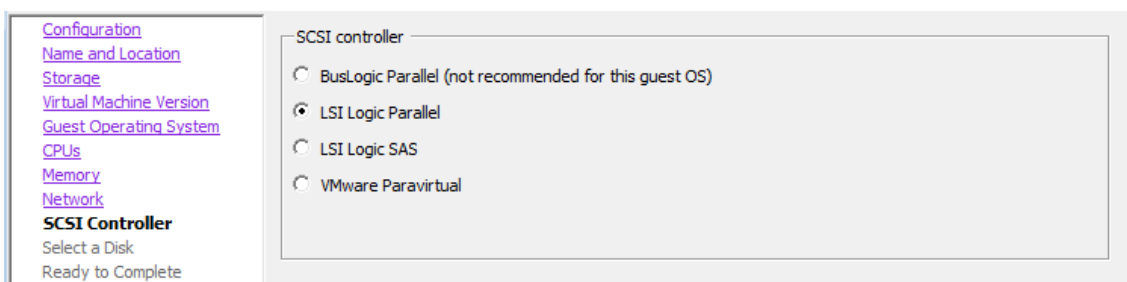 Configuration
Name and Location
Storage
Virtual Machine Version
Guest Operating System
CPUs
Memory
Network
SCSI Controller
Select a Disk
Ready to Complete
SCSI controller
BusLogic Parallel (not recommended for this guest OS)
LSI Logic Parallel
LSI Logic SAS
VMware Paravirtual